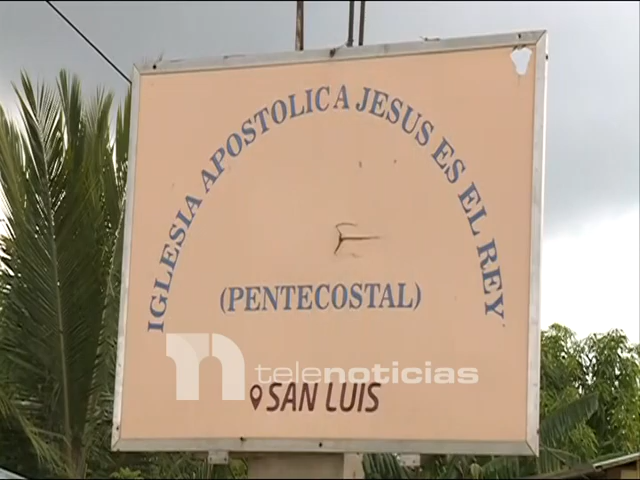 IGLESIA APOSTOLICA JESUS ES EL REY
(PENTECOSTAL)
n telenoticias
SAN LUIS